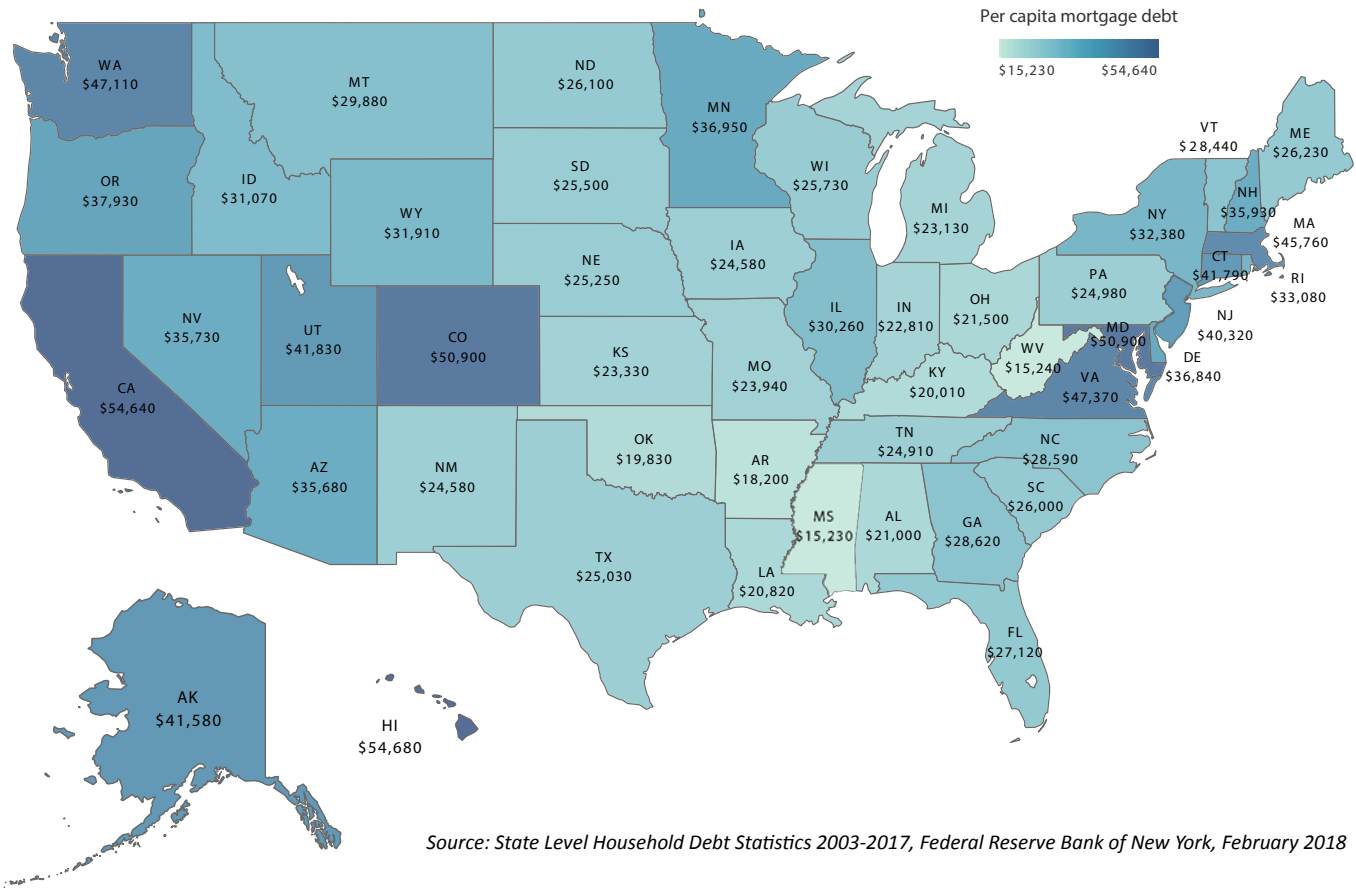 Per capita mortgage debt
$15,230 $54,640
WA
$47,110
MT
$29,880
ND
$26,100
MN
$36,950
VT
$28,440
ME
$26,230
OR
$37,930
ID
$31,070
SD
$25,500
WI
$25,730
NH
$35,930
WY
$31,910
MI
$23,130
NY
$32,380
MA
$45,760
IA
$24,580
NE
$25,250
CT
$41,790
PA
$24,980
RI
$33,080
NV
$35,730
UT
$41,830
CO
$50,900
IL
$30,260
IN
$22,810
OH
$21,500
NJ
$40,320
MD
$50,900
KS
$23,330
MO
$23,940
WV
$15,240
DE
$36,840
CA
$54,640
KY
$20,010
VA
$47,370
AZ
$35,680
NM
$24,580
OK
$19,830
AR
$18,200
TN
$24,910
NC
$28,590
SC
$26,000
MS
$15,230
AL
$21,000
GA
$28,620
TX
$25,030
LA
$20,820
FL
$27,120
AK
$41,580
HI
$54,680
Source: State Level Household Debt Statistics 2003-2017, Federal Reserve Bank of New York, February 2018